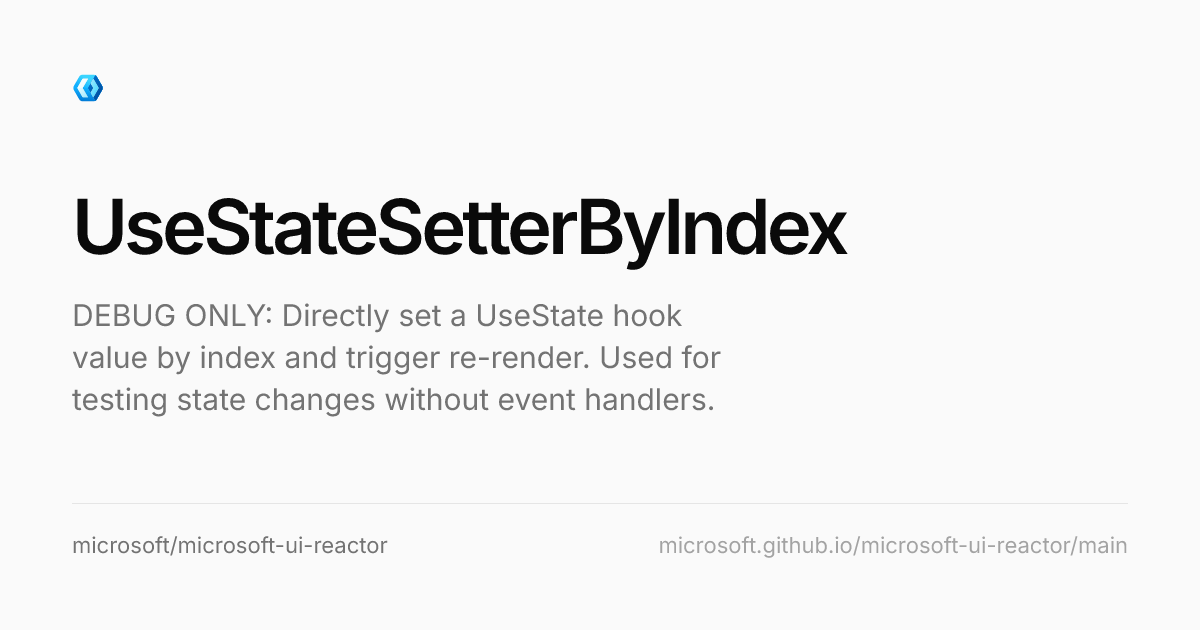 UseStateSetterByIndex
DEBUG ONLY: Directly set a UseState hook
value by index and trigger re-render. Used for
testing state changes without event handlers.
microsoft/microsoft-ui-reactor
microsoft.github.io/microsoft-ui-reactor/main